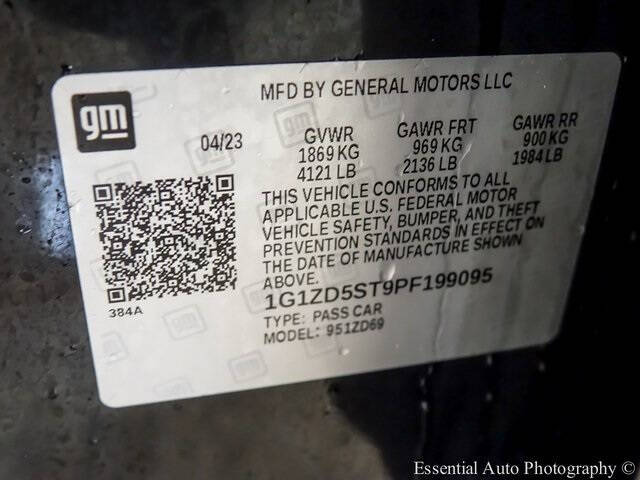 gm
MFD BY GENERAL MOTORS LLC
04/23
GVWR
1869 KG
4121 LB
GAWR FRT
969 KG
2136 LB
GAWR RR
900 KG
1984 LB
THIS VEHICLE CONFORMS TO ALL
APPLICABLE U.S. FEDERAL MOTOR
VEHICLE SAFETY, BUMPER, AND THEFT
PREVENTION STANDARDS IN EFFECT ON
THE DATE OF MANUFACTURE SHOWN
ABOVE.
1G1ZD5ST9PF199095
TYPE: PASS CAR
MODEL: 951ZD69
384A
Essential Auto Photography ©